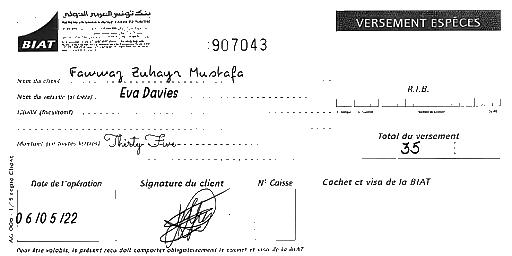 بنك تونس العربي الدولي
BIAT
VERSEMENT ESPÈCES
907043
Nom du client Fawwaz Zuhayr Mustafa
Nom du remettant (si tiers) Eva Davies
R.I.B.
Libellé (facultatif)
Montant (en toutes lettres) Thirty Five
Total du versement
35
Date de l'opération
Signature du client
N° Caisse
Cachet et visa de la BIAT
06/05/22
Pour être valable, le présent reçu doit comporter obligatoirement le cachet et visa de la BIAT